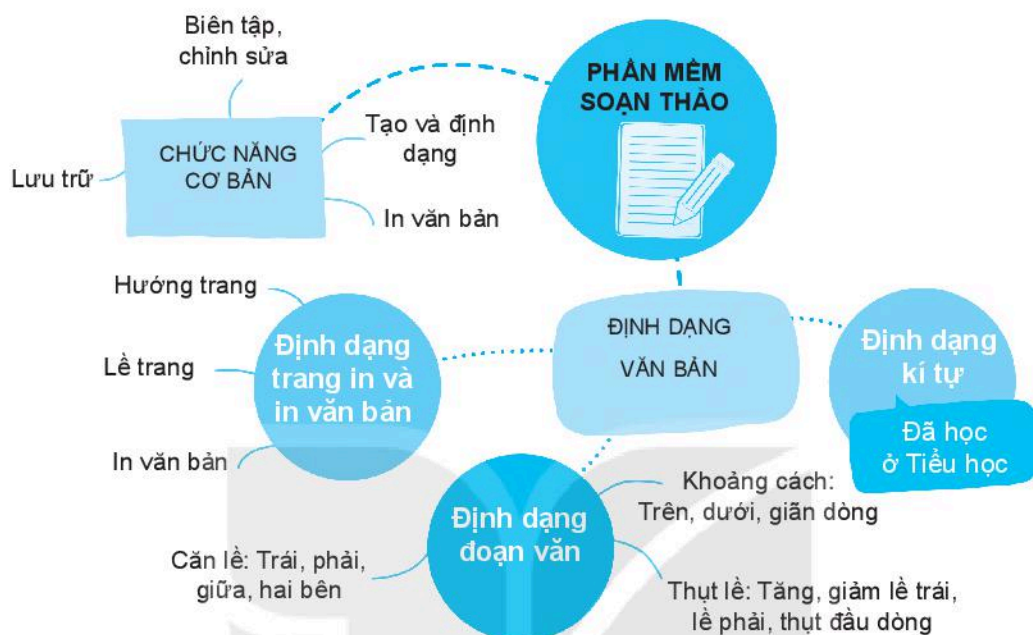 PHẦN MỀM
SOẠN THẢO
Biên tập,
chỉnh sửa
CHỨC NĂNG
CƠ BẢN
Tạo và định
dạng
Lưu trữ
In văn bản
ĐỊNH DẠNG
VĂN BẢN
Hướng trang
Định dạng
trang in và
in văn bản
Lề trang
In văn bản
Định dạng
kí tự
Đã học
ở Tiểu học
Định dạng
đoạn văn
Khoảng cách:
Trên, dưới, giãn dòng
Căn lề: Trái, phải,
giữa, hai bên
Thụt lề: Tăng, giảm lề trái,
lề phải, thụt đầu dòng